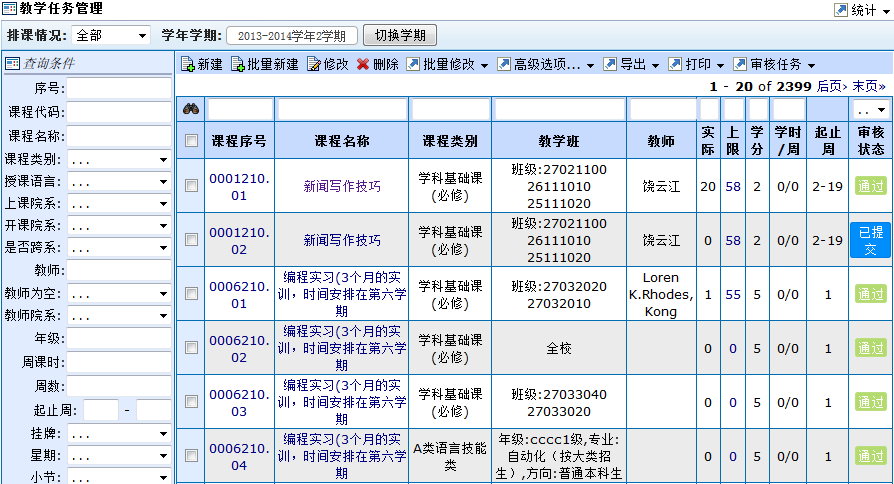 教学任务管理
统计
排课情况: 全部 学年学期: 2013-2014学年2学期 切换学期
查询条件
序号:
课程代码:
课程名称:
课程类别: ...
授课语言: ...
上课院系: ...
开课院系: ...
是否跨系: ...
教师:
教师为空: ...
教师院系: ...
年级:
周课时:
周数:
起止周: -
挂牌: ...
星期: ...
小节: ...
新建 批量新建 修改 删除 批量修改 高级选项... 导出 打印 审核任务
1 - 20 of 2399 后页› 末页»
..
课程序号 课程名称 课程类别 教学班 教师 实际 上限 学分 学时/周 起止周 审核状态
0001210.
01
新闻写作技巧
学科基础课
(必修)
班级:27021100
26111010
25111020
饶云江
20 58 2 0/0 2-19 通过
0001210.
02
新闻写作技巧
学科基础课
(必修)
班级:27021100
26111010
25111020
饶云江
0 58 2 0/0 2-19
已提
交
0006210.
01
编程实习(3个月的实
训，时间安排在第六学
期
学科基础课
(必修)
班级:27032020
27032010
Loren
K.Rhodes,
Kong
1 55 5 0/0 1 通过
0006210.
02
编程实习(3个月的实
训，时间安排在第六学
期
学科基础课
(必修)
全校
0 0 5 0/0 1 通过
0006210.
03
编程实习(3个月的实
训，时间安排在第六学
期
学科基础课
(必修)
班级:27033040
27033020
0 0 5 0/0 1 通过
0006210.
04
编程实习(3个月的实
训，时间安排在第六学
期
A类语言技能
类
年级:cccc1级,专业:
自动化（按大类招
生）,方向:普通本科生
0 0 5 0/0 1 通过